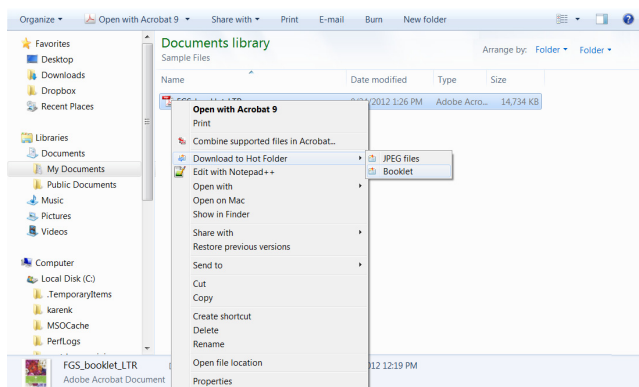 Organize Open with Acrobat 9 Share with Print E-mail Burn New folder
Favorites
Desktop
Downloads
Dropbox
Recent Places
Libraries
Documents
My Documents
Public Documents
Music
Pictures
Videos
Computer
Local Disk (C:)
.TemporaryItems
karenk
MSOCache
PerfLogs
Documents library
Sample Files
Arrange by: Folder Folder
Name Date modified Type Size
1:26 PM Adobe Acro... 14,734 KB
Open with Acrobat 9
Print
Combine supported files in Acrobat...
Download to Hot Folder
Edit with Notepad++
Open with
Open on Mac
Show in Finder
Share with
Restore previous versions
Send to
Cut
Copy
Create shortcut
Delete
Rename
Open file location
Properties
JPEG files
Booklet
FGS_booklet_LTR
12:19 PM
Adobe Acrobat Document